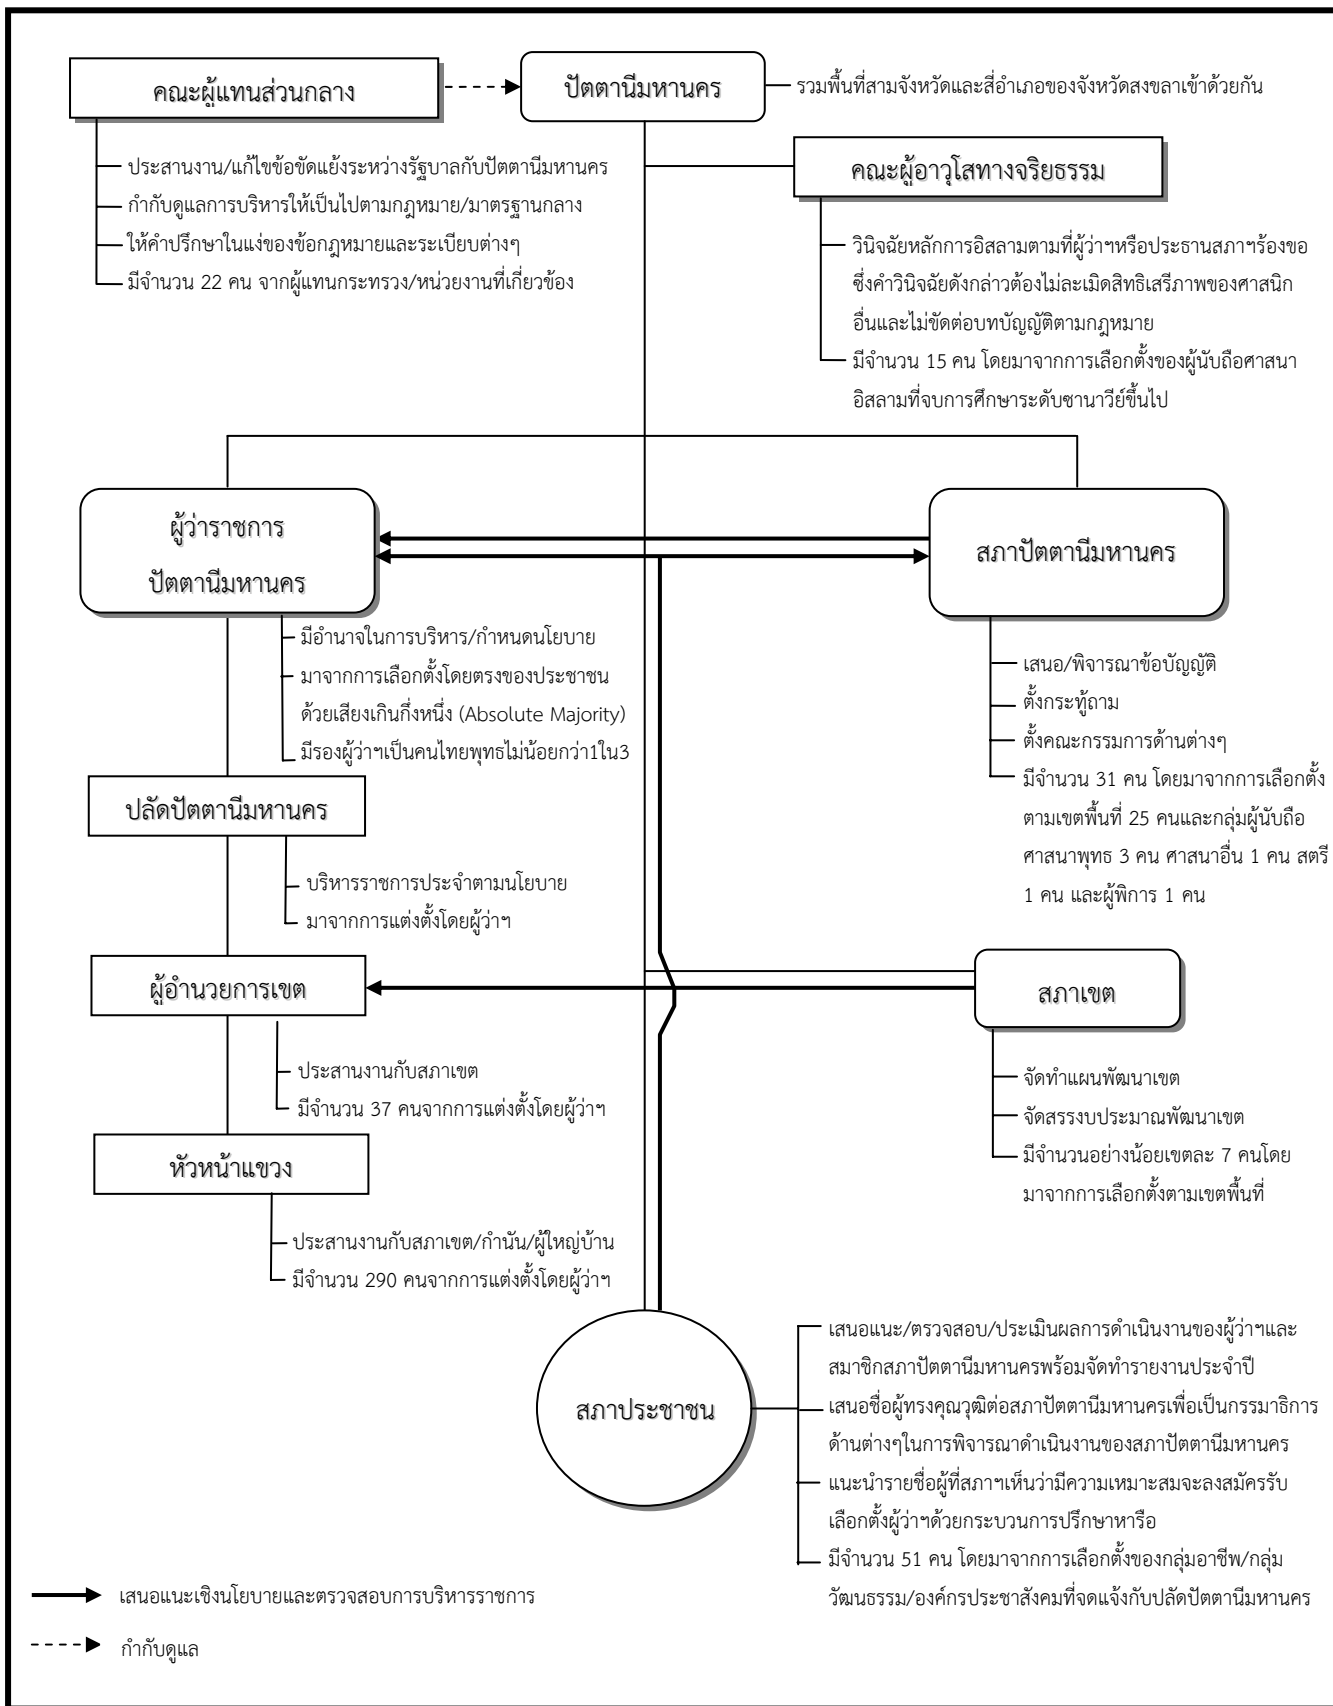 คณะผู้แทนส่วนกลาง
ปัตตานีมหานคร
รวมพื้นที่สามจังหวัดและสี่อำเภอของจังหวัดสงขลาเข้าด้วยกัน
ประสานงาน/แก้ไขข้อขัดแย้งระหว่างรัฐบาลกับปัตตานีมหานคร
กำกับดูแลการบริหารให้เป็นไปตามกฎหมาย/มาตรฐานกลาง
ให้คำปรึกษาในแง่ของข้อกฎหมายและระเบียบต่างๆ
มีจำนวน 22 คน จากผู้แทนกระทรวง/หน่วยงานที่เกี่ยวข้อง
คณะผู้อาวุโสทางจริยธรรม
วินิจฉัยหลักการอิสลามตามที่ผู้ว่าฯหรือประธานสภาฯร้องขอ
ซึ่งคำวินิจฉัยดังกล่าวต้องไม่ละเมิดสิทธิเสรีภาพของศาสนิก
อื่นและไม่ขัดต่อบทบัญญัติตามกฎหมาย
มีจำนวน 15 คน โดยมาจากการเลือกตั้งของผู้นับถือศาสนา
อิสลามที่จบการศึกษาระดับซานาวีย์ขึ้นไป
ผู้ว่าราชการ
ปัตตานีมหานคร
สภาปัตตานีมหานคร
มีอำนาจในการบริหาร/กำหนดนโยบาย
มาจากการเลือกตั้งโดยตรงของประชาชน
ด้วยเสียงเกินกึ่งหนึ่ง (Absolute Majority)
มีรองผู้ว่าฯเป็นคนไทยพุทธไม่น้อยกว่า1ใน3
เสนอ/พิจารณาข้อบัญญัติ
ตั้งกระทู้ถาม
ตั้งคณะกรรมการด้านต่างๆ
มีจำนวน 31 คน โดยมาจากการเลือกตั้ง
ตามเขตพื้นที่ 25 คนและกลุ่มผู้นับถือ
ศาสนาพุทธ 3 คน ศาสนาอื่น 1 คน สตรี
1 คน และผู้พิการ 1 คน
ปลัดปัตตานีมหานคร
บริหารราชการประจำตามนโยบาย
มาจากการแต่งตั้งโดยผู้ว่าฯ
ผู้อำนวยการเขต
สภาเขต
ประสานงานกับสภาเขต
มีจำนวน 37 คนจากการแต่งตั้งโดยผู้ว่าฯ
จัดทำแผนพัฒนาเขต
จัดสรรงบประมาณพัฒนาเขต
มีจำนวนอย่างน้อยเขตละ 7 คนโดย
มาจากการเลือกตั้งตามเขตพื้นที่
หัวหน้าแขวง
ประสานงานกับสภาเขต/กำนัน/ผู้ใหญ่บ้าน
มีจำนวน 290 คนจากการแต่งตั้งโดยผู้ว่าฯ
สภาประชาชน
เสนอแนะ/ตรวจสอบ/ประเมินผลการดำเนินงานของผู้ว่าฯและ
สมาชิกสภาปัตตานีมหานครพร้อมจัดทำรายงานประจำปี
เสนอชื่อผู้ทรงคุณวุฒิต่อสภาปัตตานีมหานครเพื่อเป็นกรรมาธิการ
ด้านต่างๆในการพิจารณาดำเนินงานของสภาปัตตานีมหานคร
แนะนำรายชื่อผู้ที่สภาฯเห็นว่ามีความเหมาะสมจะลงสมัครรับ
เลือกตั้งผู้ว่าฯด้วยกระบวนการปรึกษาหารือ
มีจำนวน 51 คน โดยมาจากการเลือกตั้งของกลุ่มอาชีพ/กลุ่ม
วัฒนธรรม/องค์กรประชาสังคมที่จดแจ้งกับปลัดปัตตานีมหานคร
เสนอแนะเชิงนโยบายและตรวจสอบการบริหารราชการ
กำกับดูแล